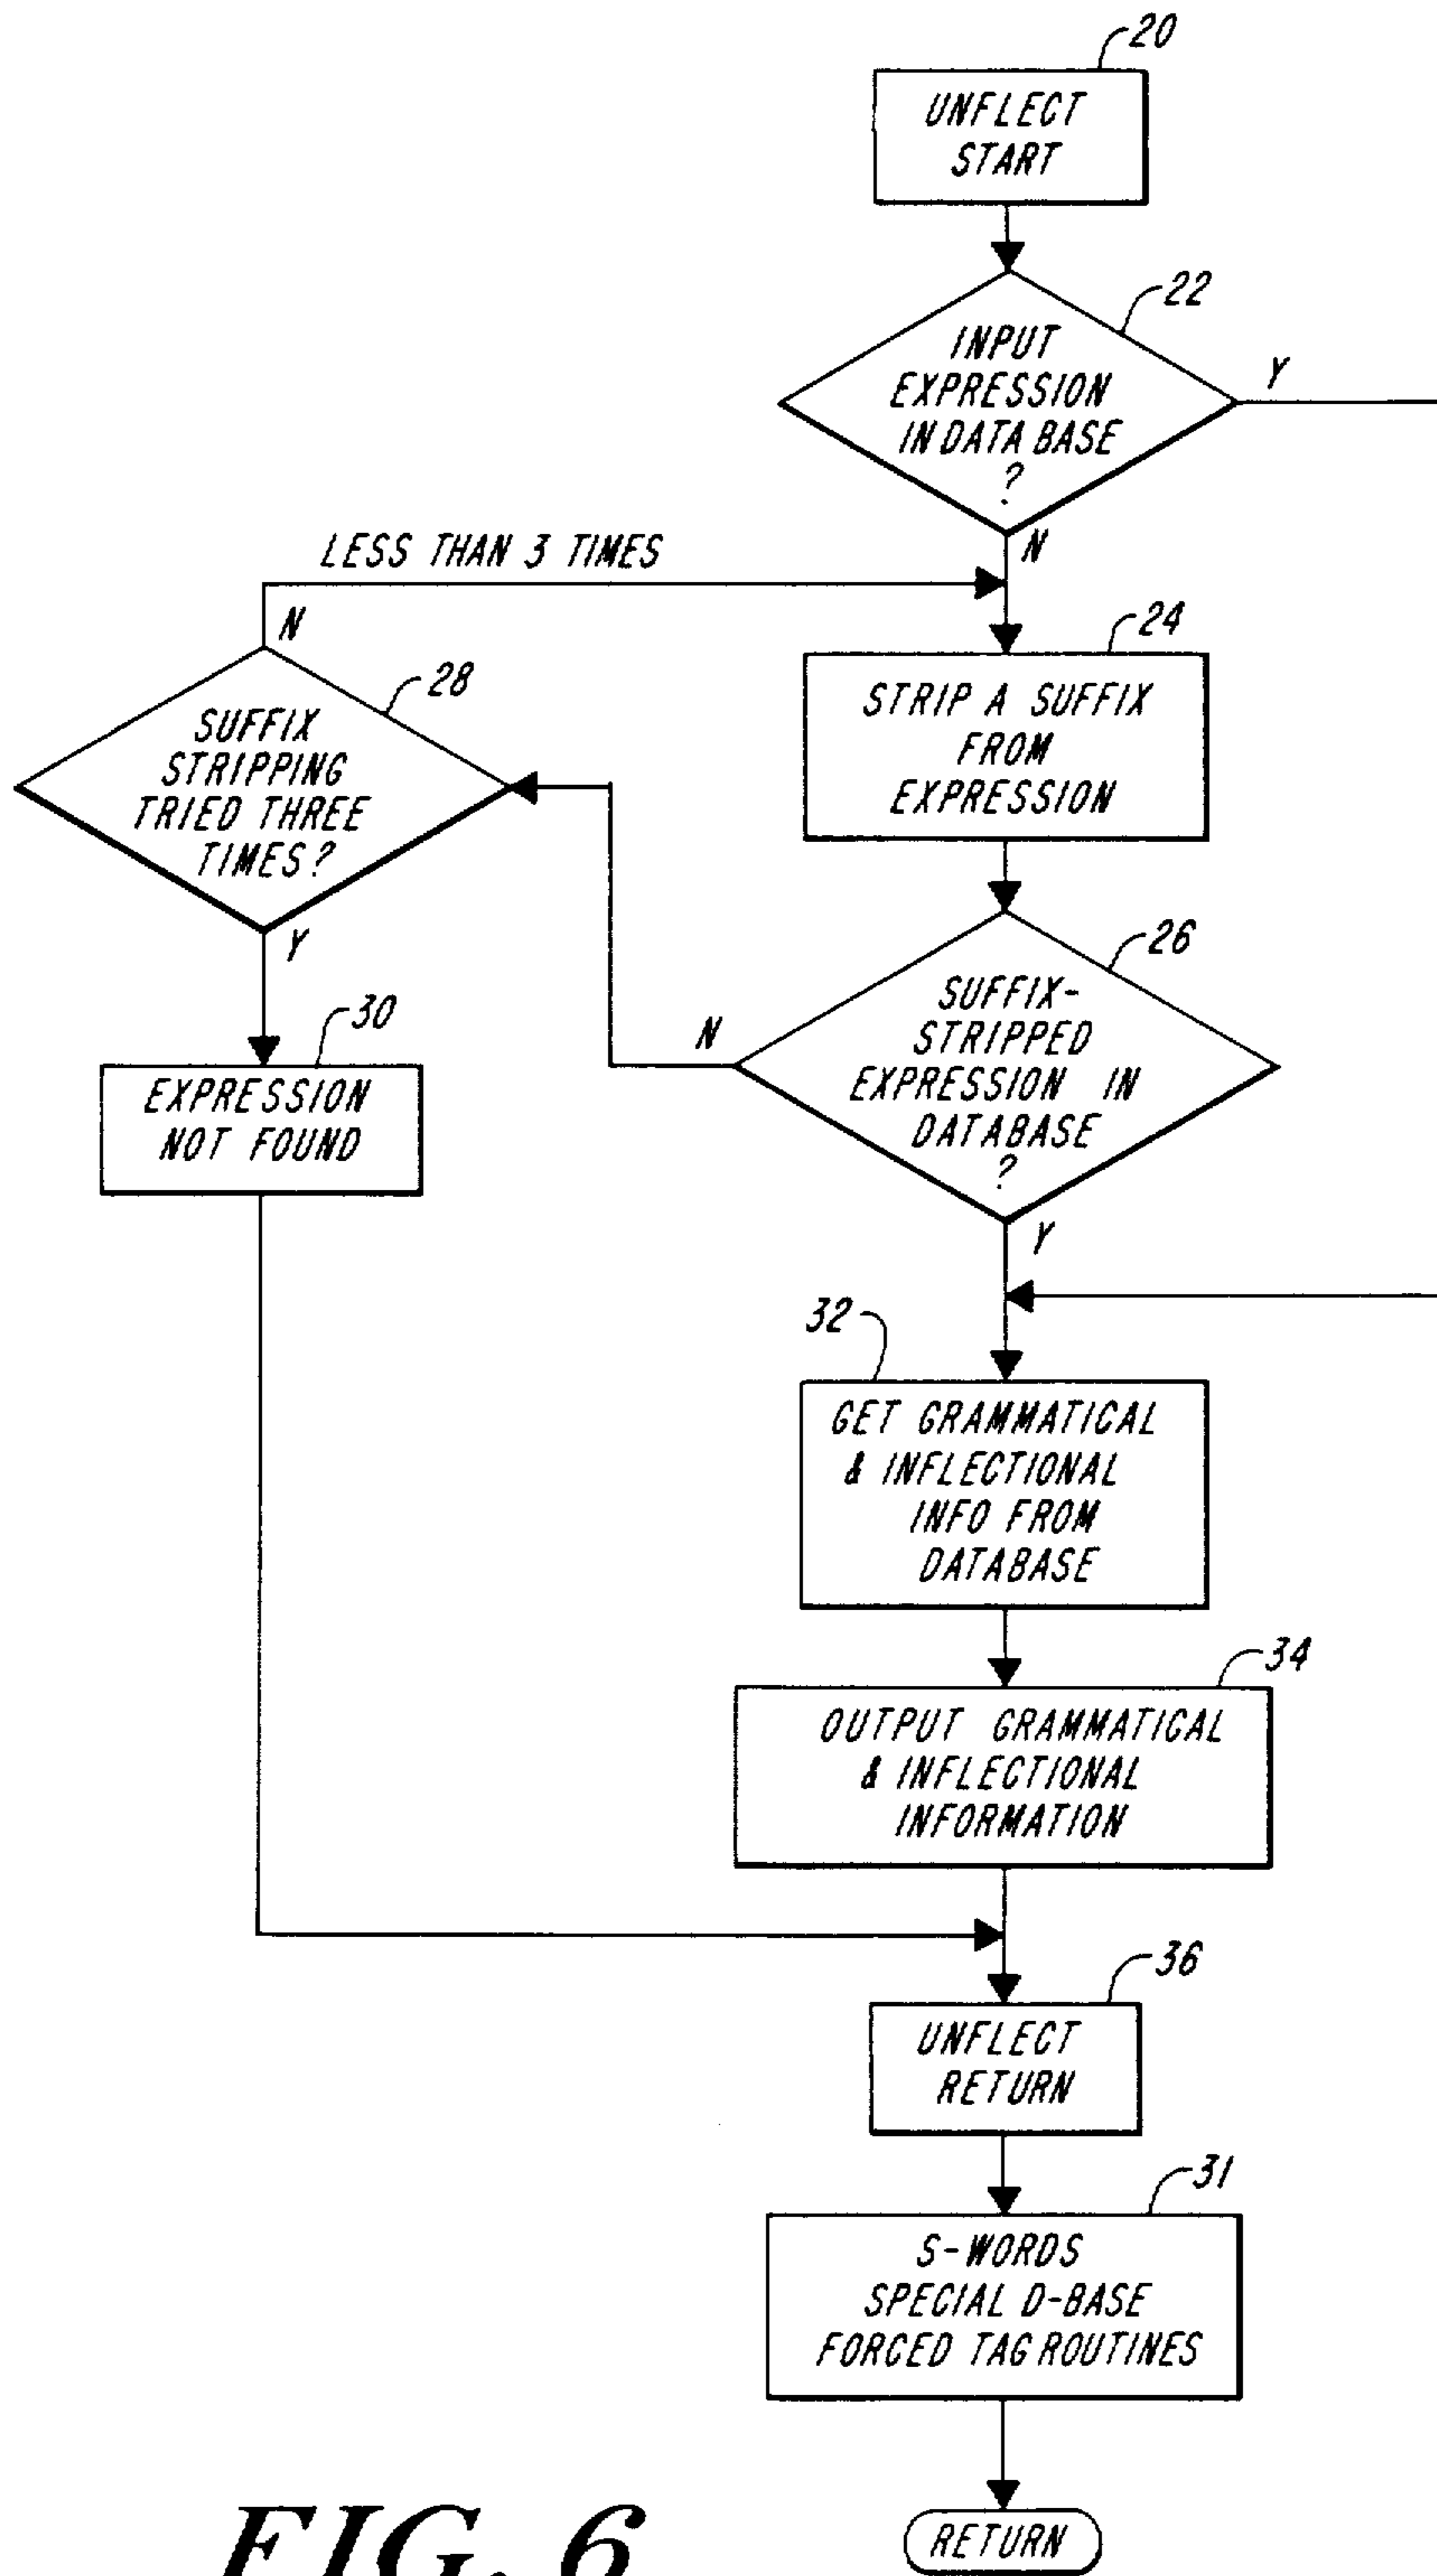 20
UNFLECT
START
22
INPUT
EXPRESSION
IN DATA BASE
?
Y
N
LESS THAN 3 TIMES
N
24
STRIP A SUFFIX
FROM
EXPRESSION
28
SUFFIX
STRIPPING
TRIED THREE
TIMES?
Y
26
SUFFIX-
STRIPPED
EXPRESSION IN
DATABASE
?
N
Y
30
EXPRESSION
NOT FOUND
32
GET GRAMMATICAL
& INFLECTIONAL
INFO FROM
DATABASE
34
OUTPUT GRAMMATICAL
& INFLECTIONAL
INFORMATION
36
UNFLECT
RETURN
31
S-WORDS
SPECIAL D-BASE
FORCED TAG ROUTINES
RETURN
FIG. 6